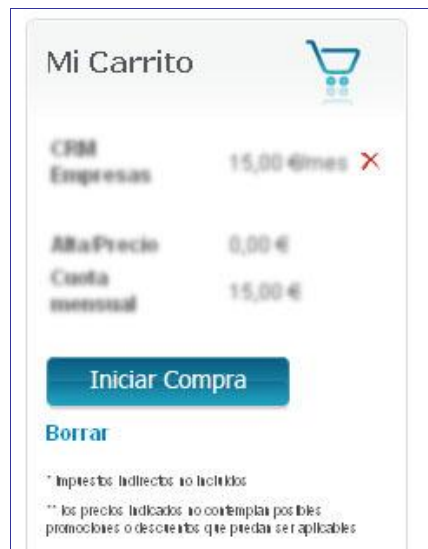 Mi Carrito
CRM
Empresas
15,00 €/mes
Alta/Precio 0,00 €
Cuota
mensual
15,00 €
Iniciar Compra
Borrar
* Impuestos Indirectos no Incluidos
** los precios Indicados no contemplan posibles
promociones o descuentos que puedan ser aplicables